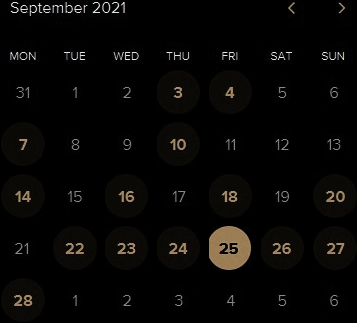 September 2021
MON TUE WED THU FRI SAT SUN
31 1 2 3 4 5 6
7 8 9 10 11 12 13
14 15 16 17 18 19 20
21 22 23 24 25 26 27
28 1 2 3 4 5 6